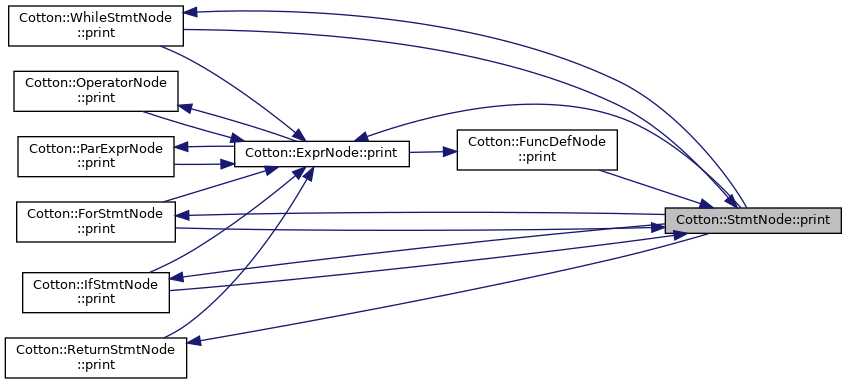 Cotton::WhileStmtNode
::print
Cotton::OperatorNode
::print
Cotton::ParExprNode
::print
Cotton::ExprNode::print
Cotton::FuncDefNode
::print
Cotton::ForStmtNode
::print
Cotton::StmtNode::print
Cotton::IfStmtNode
::print
Cotton::ReturnStmtNode
::print